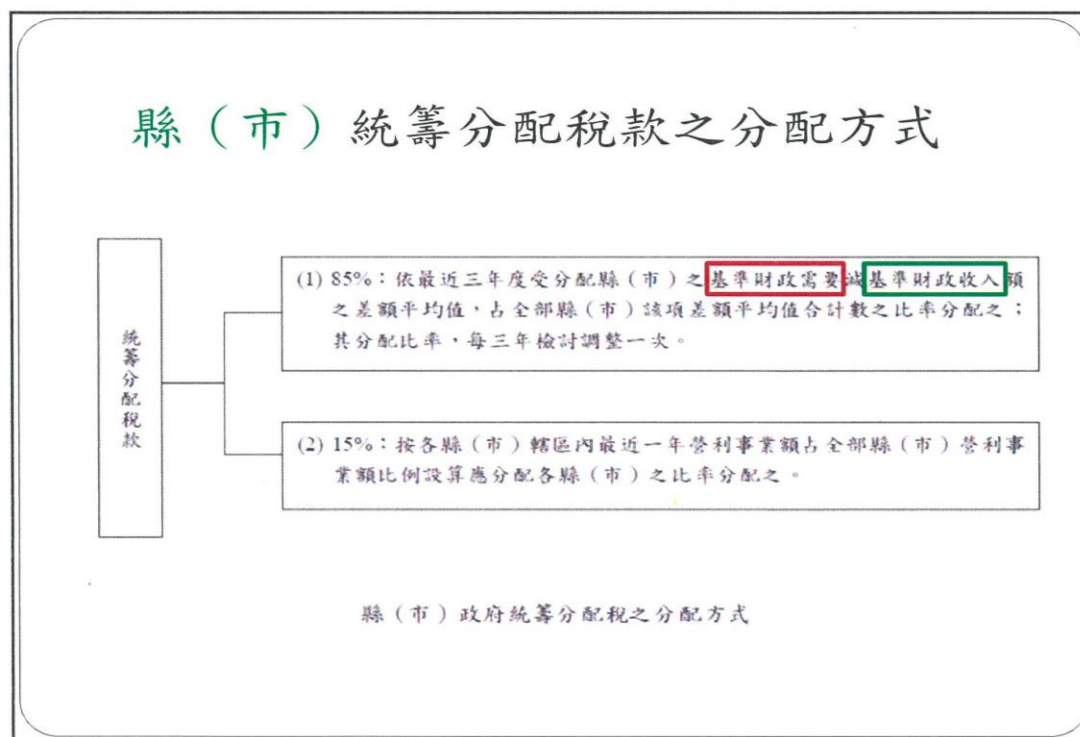 縣（市）統籌分配稅款之分配方式
統籌分配稅款
(1) 85%：依最近三年度受分配縣（市）之基準財政需要減基準財政收入額
之差額平均值，占全部縣（市）該項差額平均值合計數之比率分配之；
其分配比率，每三年檢討調整一次。
(2) 15%：按各縣（市）轄區內最近一年營利事業額占全部縣（市）營利事
業額比例設算應分配各縣（市）之比率分配之。
縣（市）政府統籌分配稅之分配方式